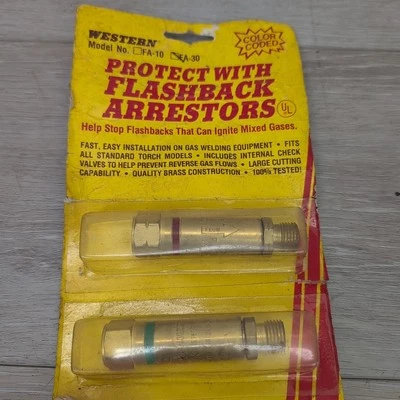 WESTERN
Model No. FA-10 FA-30
COLOR
CODED
PROTECT WITH
FLASHBACK
ARRESTORS
UL
Help Stop Flashbacks That Can Ignite Mixed Gases.
FAST, EASY INSTALLATION ON GAS WELDING EQUIPMENT • FITS
ALL STANDARD TORCH MODELS • INCLUDES INTERNAL CHECK
VALVES TO HELP PREVENT REVERSE GAS FLOWS • LARGE CUTTING
CAPABILITY • QUALITY BRASS CONSTRUCTION • 100% TESTED!